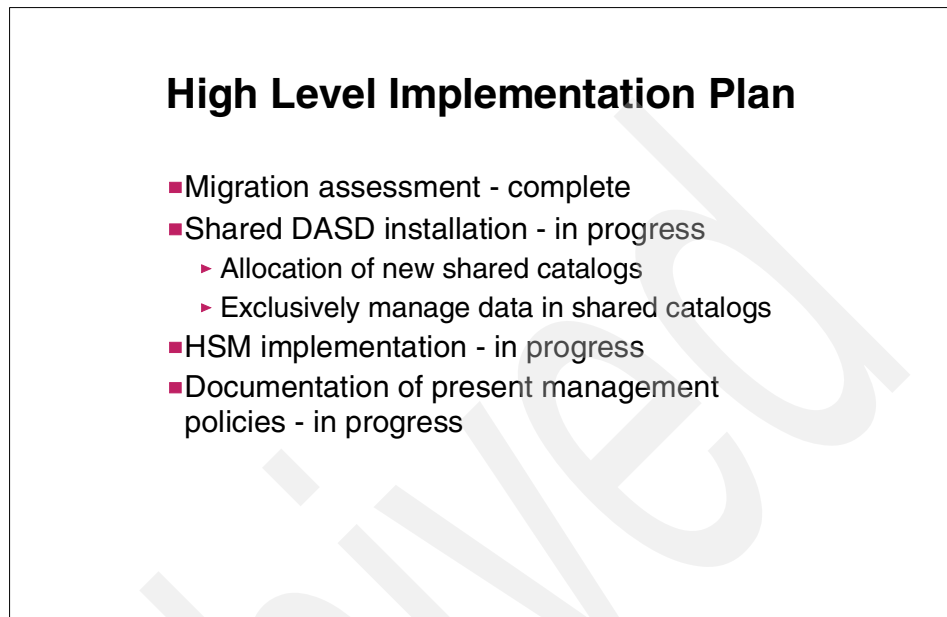 High Level Implementation Plan
■Migration assessment - complete
■Shared DASD installation - in progress
► Allocation of new shared catalogs
► Exclusively manage data in shared catalogs
■HSM implementation - in progress
■Documentation of present management
policies - in progress
hived